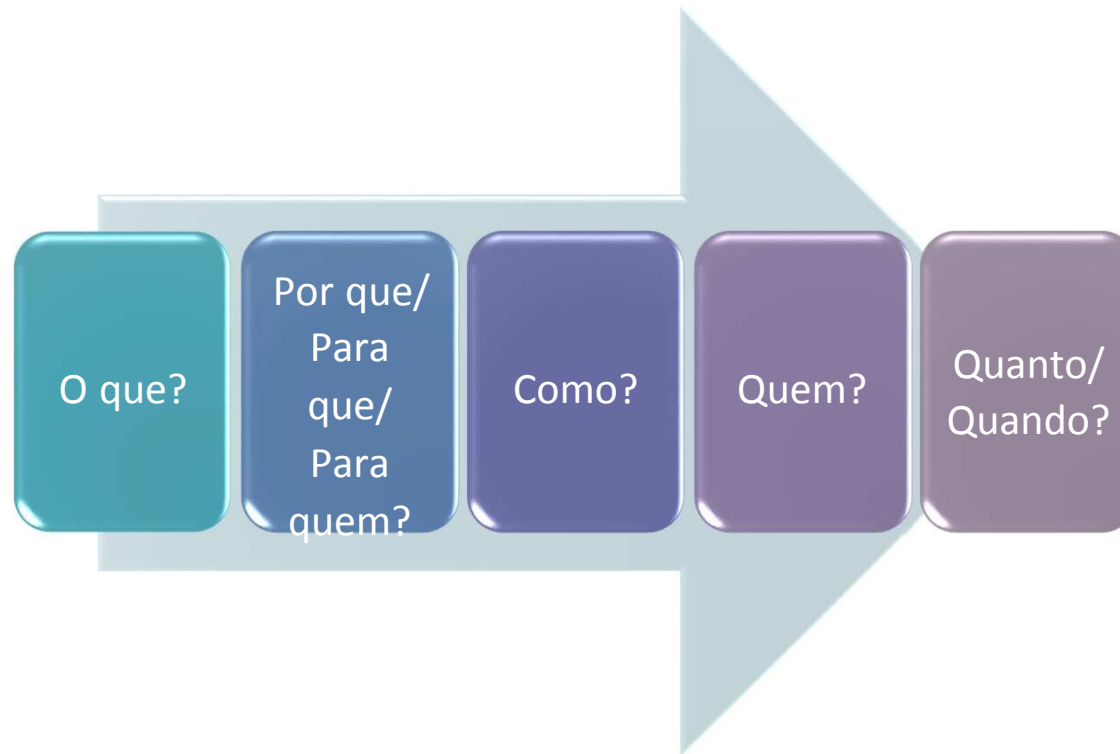 O que?
Por que/
Para
que/
Para
quem?
Como?
Quem?
Quanto/
Quando?